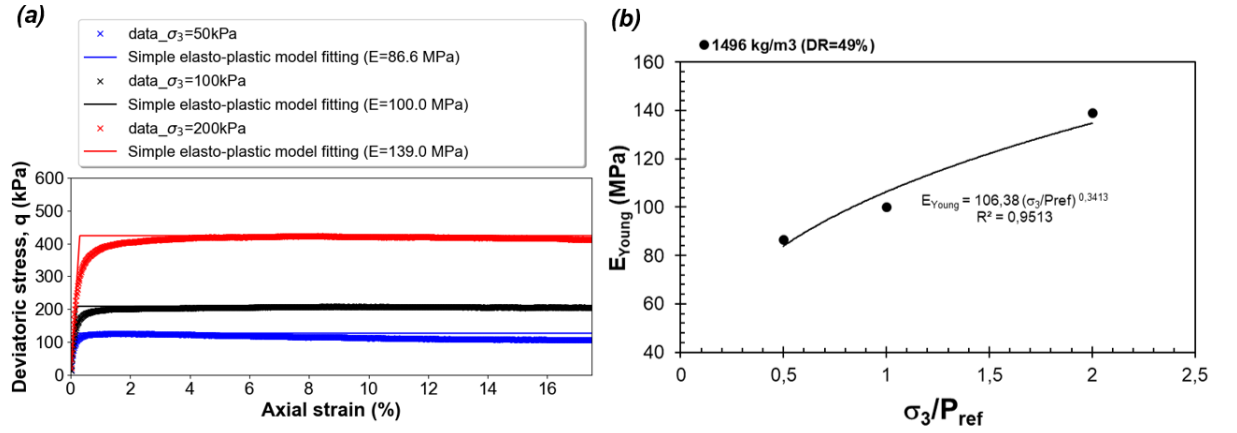 (a)
data_σ3=50kPa
Simple elasto-plastic model fitting (E=86.6 MPa)
data_σ3=100kPa
Simple elasto-plastic model fitting (E=100.0 MPa)
data_σ3=200kPa
Simple elasto-plastic model fitting (E=139.0 MPa)
Deviatoric stress, q (kPa)
600
500
400
300
200
100
0
0 2 4 6 8 10 12 14 16
Axial strain (%)
(b)
1496 kg/m3 (DR=49%)
EYoung (MPa)
160
140
120
100
80
60
40
EYoung = 106,38 (σ3/Pref) 0,3413
R² = 0,9513
0 0,5 1 1,5 2 2,5
σ3/Pref